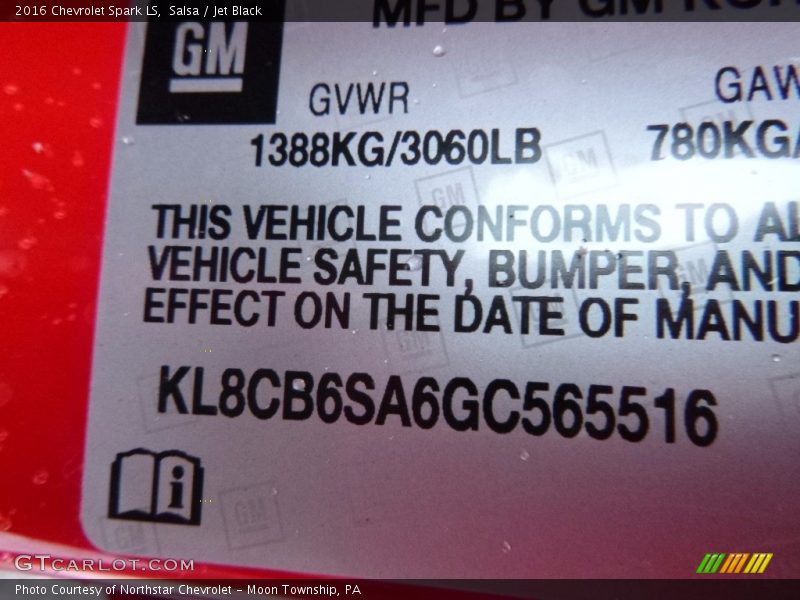 2016 Chevrolet Spark LS, Salsa / Jet Black
MFD BY GM KOR
GM
GVWR
GAW
1388KG/3060LB
780KG/
THIS VEHICLE CONFORMS TO AL
VEHICLE SAFETY, BUMPER, AND
EFFECT ON THE DATE OF MANU
KL8CB6SA6GC565516
i
GTCARLOT.COM
Photo Courtesy of Northstar Chevrolet - Moon Township, PA